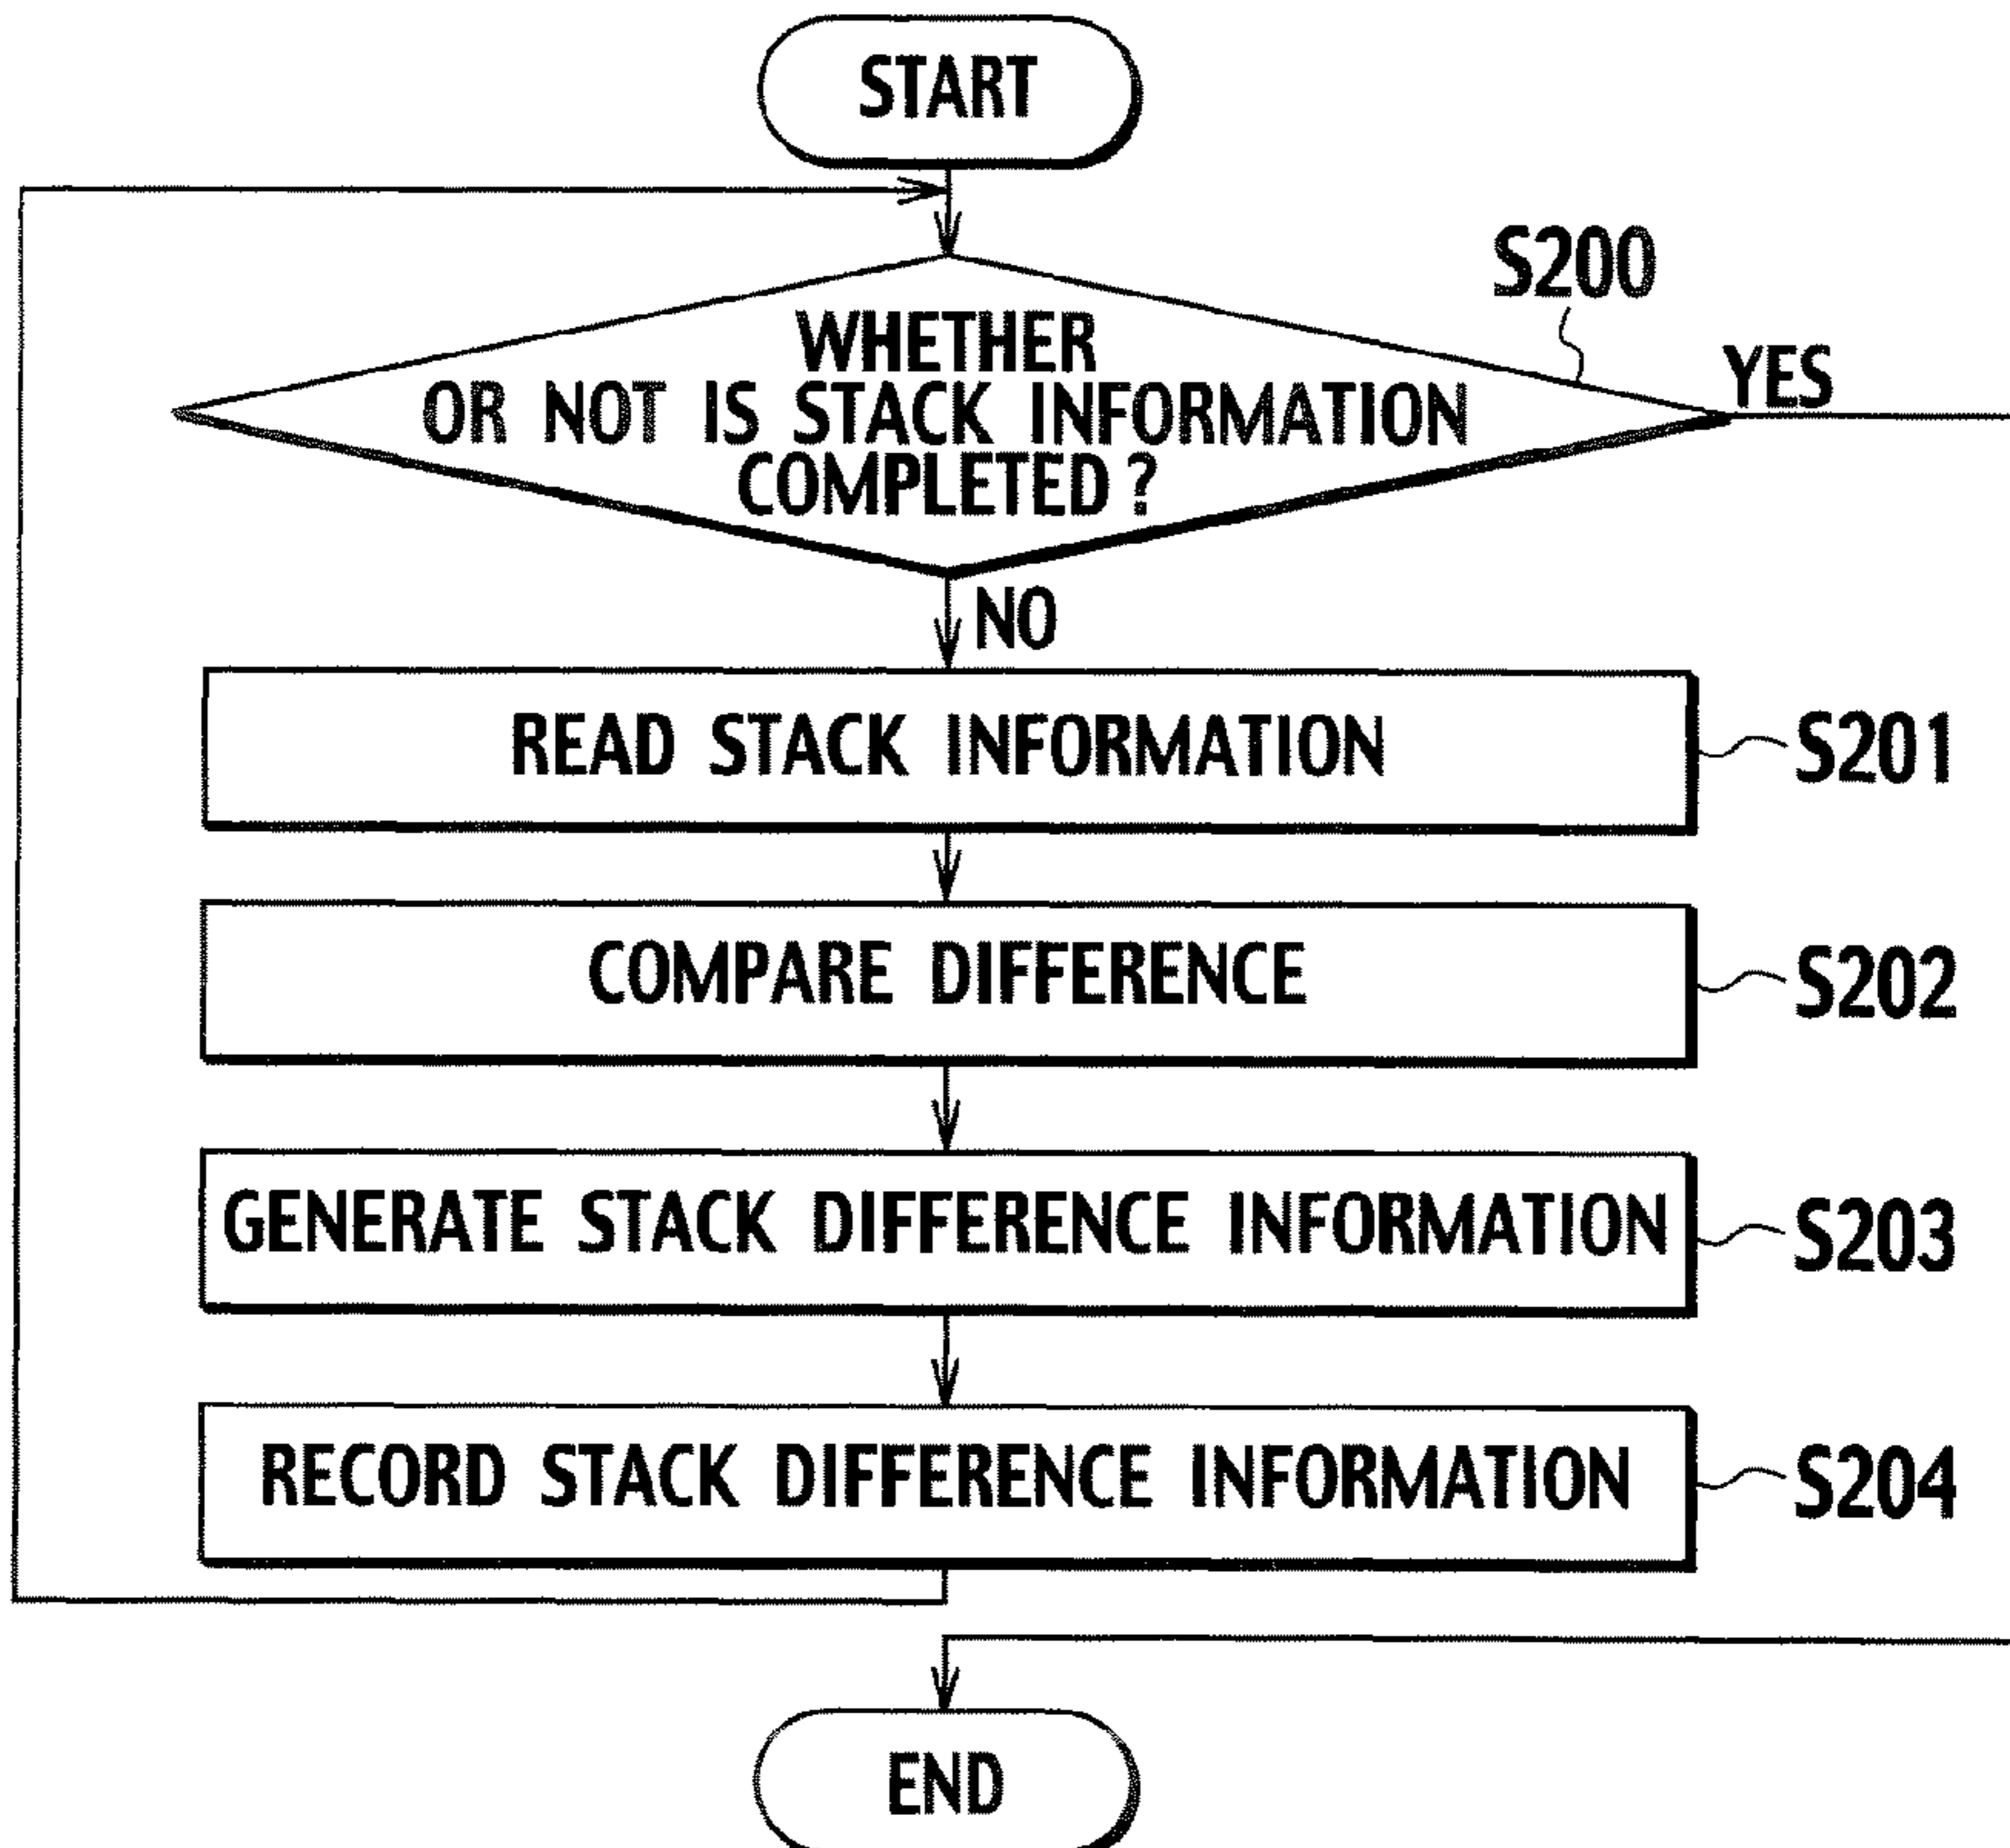 START
S200
WHETHER
YES
OR NOT IS STACK INFORMATION
COMPLETED ?
NO
READ STACK INFORMATION
S201
COMPARE DIFFERENCE
S202
GENERATE STACK DIFFERENCE INFORMATION
S203
RECORD STACK DIFFERENCE INFORMATION
S204
END